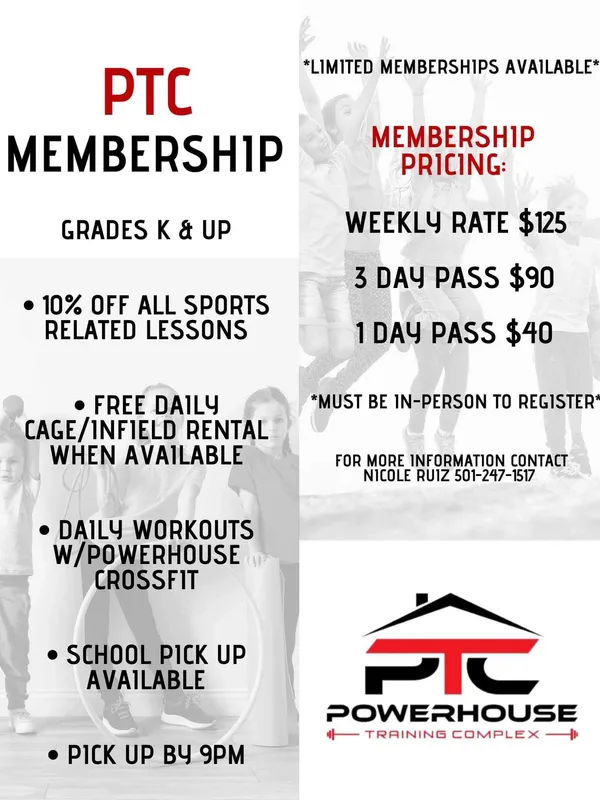 PTC
MEMBERSHIP
GRADES K & UP
• 10% OFF ALL SPORTS
RELATED LESSONS
• FREE DAILY
CAGE/INFIELD RENTAL
WHEN AVAILABLE
• DAILY WORKOUTS
W/POWERHOUSE
CROSSFIT
• SCHOOL PICK UP
AVAILABLE
• PICK UP BY 9PM
*LIMITED MEMBERSHIPS AVAILABLE*
MEMBERSHIP
PRICING:
WEEKLY RATE $125
3 DAY PASS $90
1 DAY PASS $40
*MUST BE IN-PERSON TO REGISTER*
FOR MORE INFORMATION CONTACT
NICOLE RUIZ 501-247-1517
PTC
POWERHOUSE
TRAINING COMPLEX